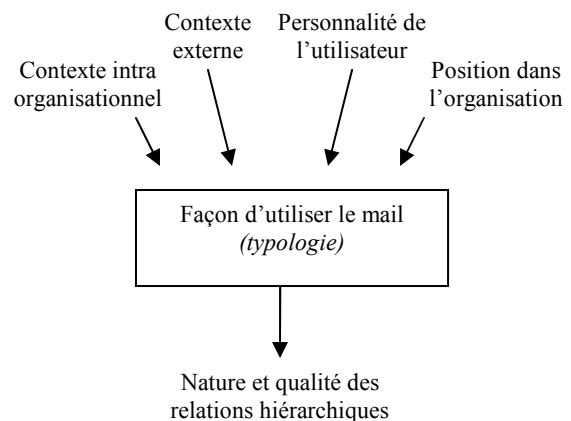 Contexte intra
organisationnel
Contexte
externe
Personnalité de
l’utilisateur
Position dans
l’organisation
Façon d’utiliser le mail
(typologie)
Nature et qualité des
relations hiérarchiques